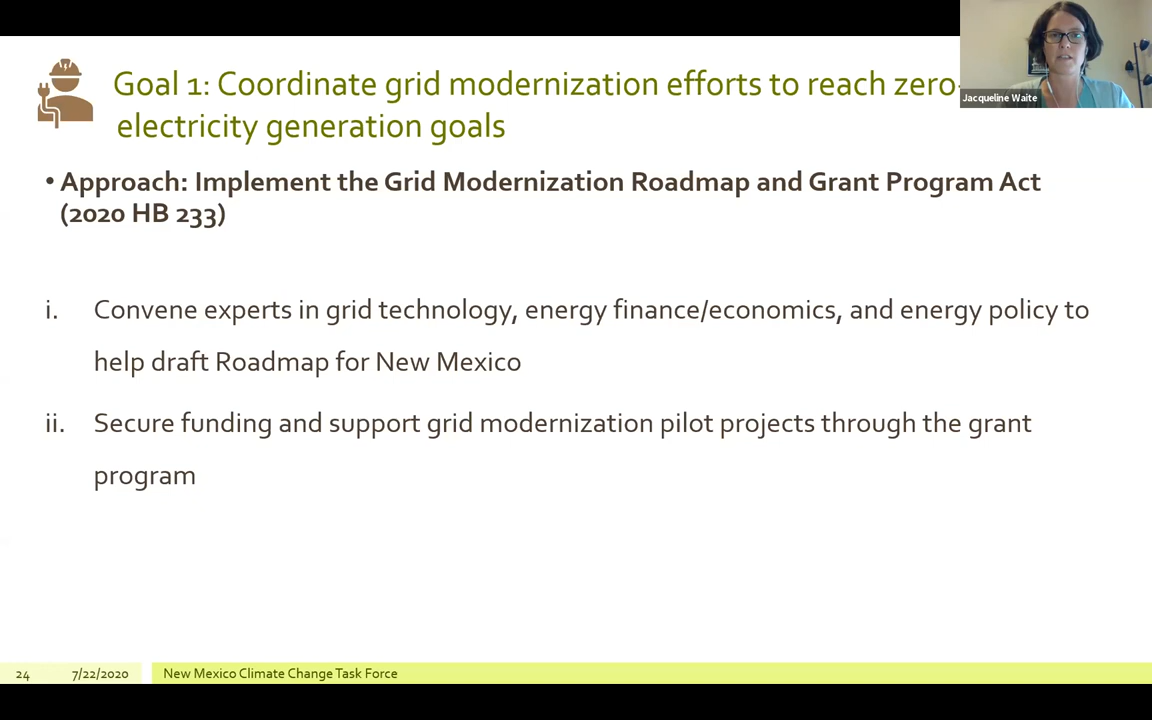 Goal 1: Coordinate grid modernization efforts to reach zero-
electricity generation goals
Jacqueline Waite
• Approach: Implement the Grid Modernization Roadmap and Grant Program Act
(2020 HB 233)
i. Convene experts in grid technology, energy finance/economics, and energy policy to
help draft Roadmap for New Mexico
ii. Secure funding and support grid modernization pilot projects through the grant
program
24 7/22/2020 New Mexico Climate Change Task Force